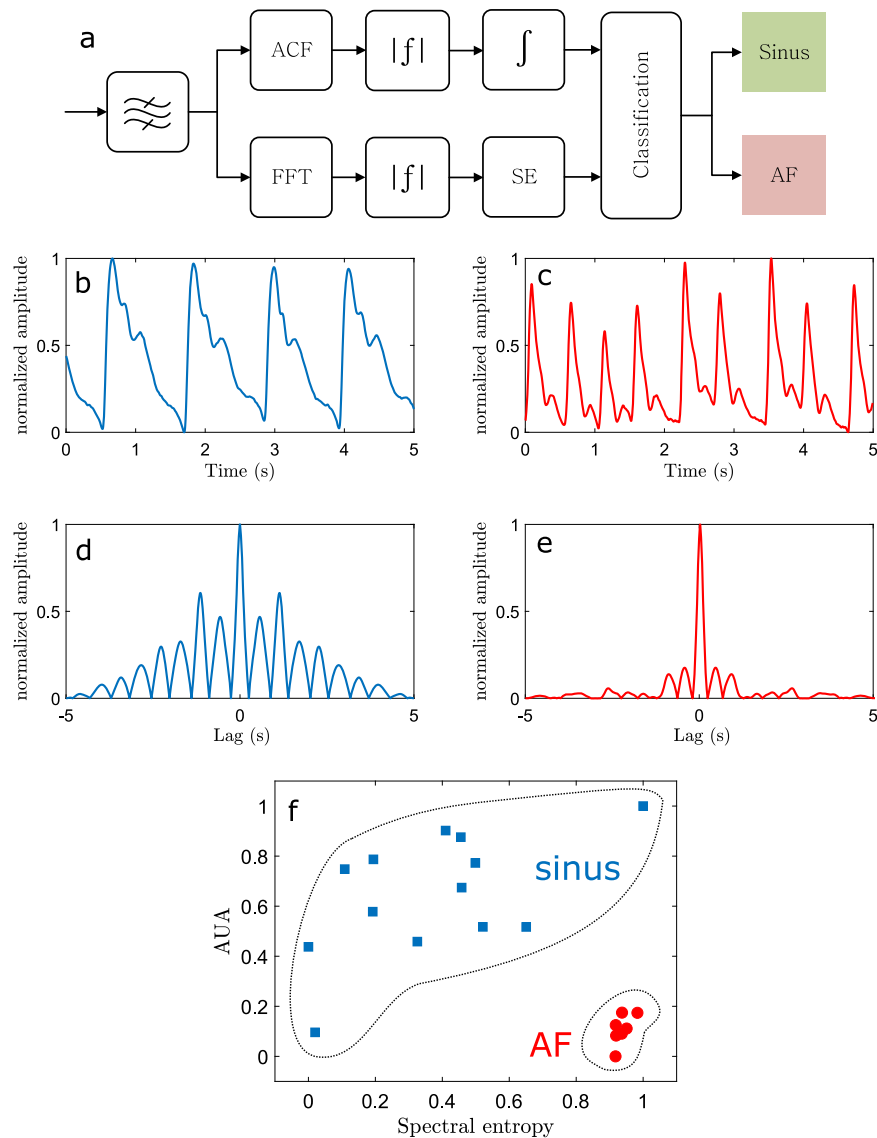 a
ACF
|f|
∫
Sinus
Classification
FFT
|f|
SE
AF
b
normalized amplitude
1
0.5
0
0 1 2 3 4 5
Time (s)
c
normalized amplitude
1
0.5
0
0 1 2 3 4 5
Time (s)
d
normalized amplitude
1
0.5
0
-5 0 5
Lag (s)
e
normalized amplitude
1
0.5
0
-5 0 5
Lag (s)
f
AUA
1
0.8
0.6
0.4
0.2
0
sinus
AF
0 0.2 0.4 0.6 0.8 1
Spectral entropy